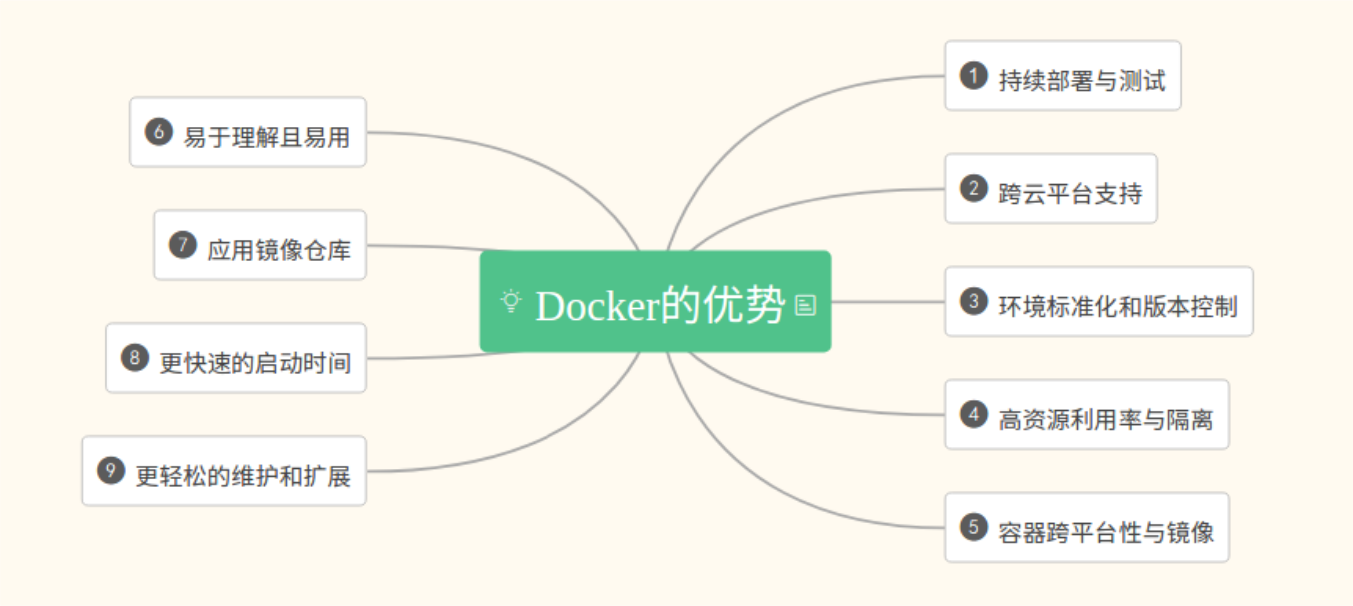 Docker的优势
1 持续部署与测试
2 跨云平台支持
3 环境标准化和版本控制
4 高资源利用率与隔离
5 容器跨平台性与镜像
6 易于理解且易用
7 应用镜像仓库
8 更快速的启动时间
9 更轻松的维护和扩展